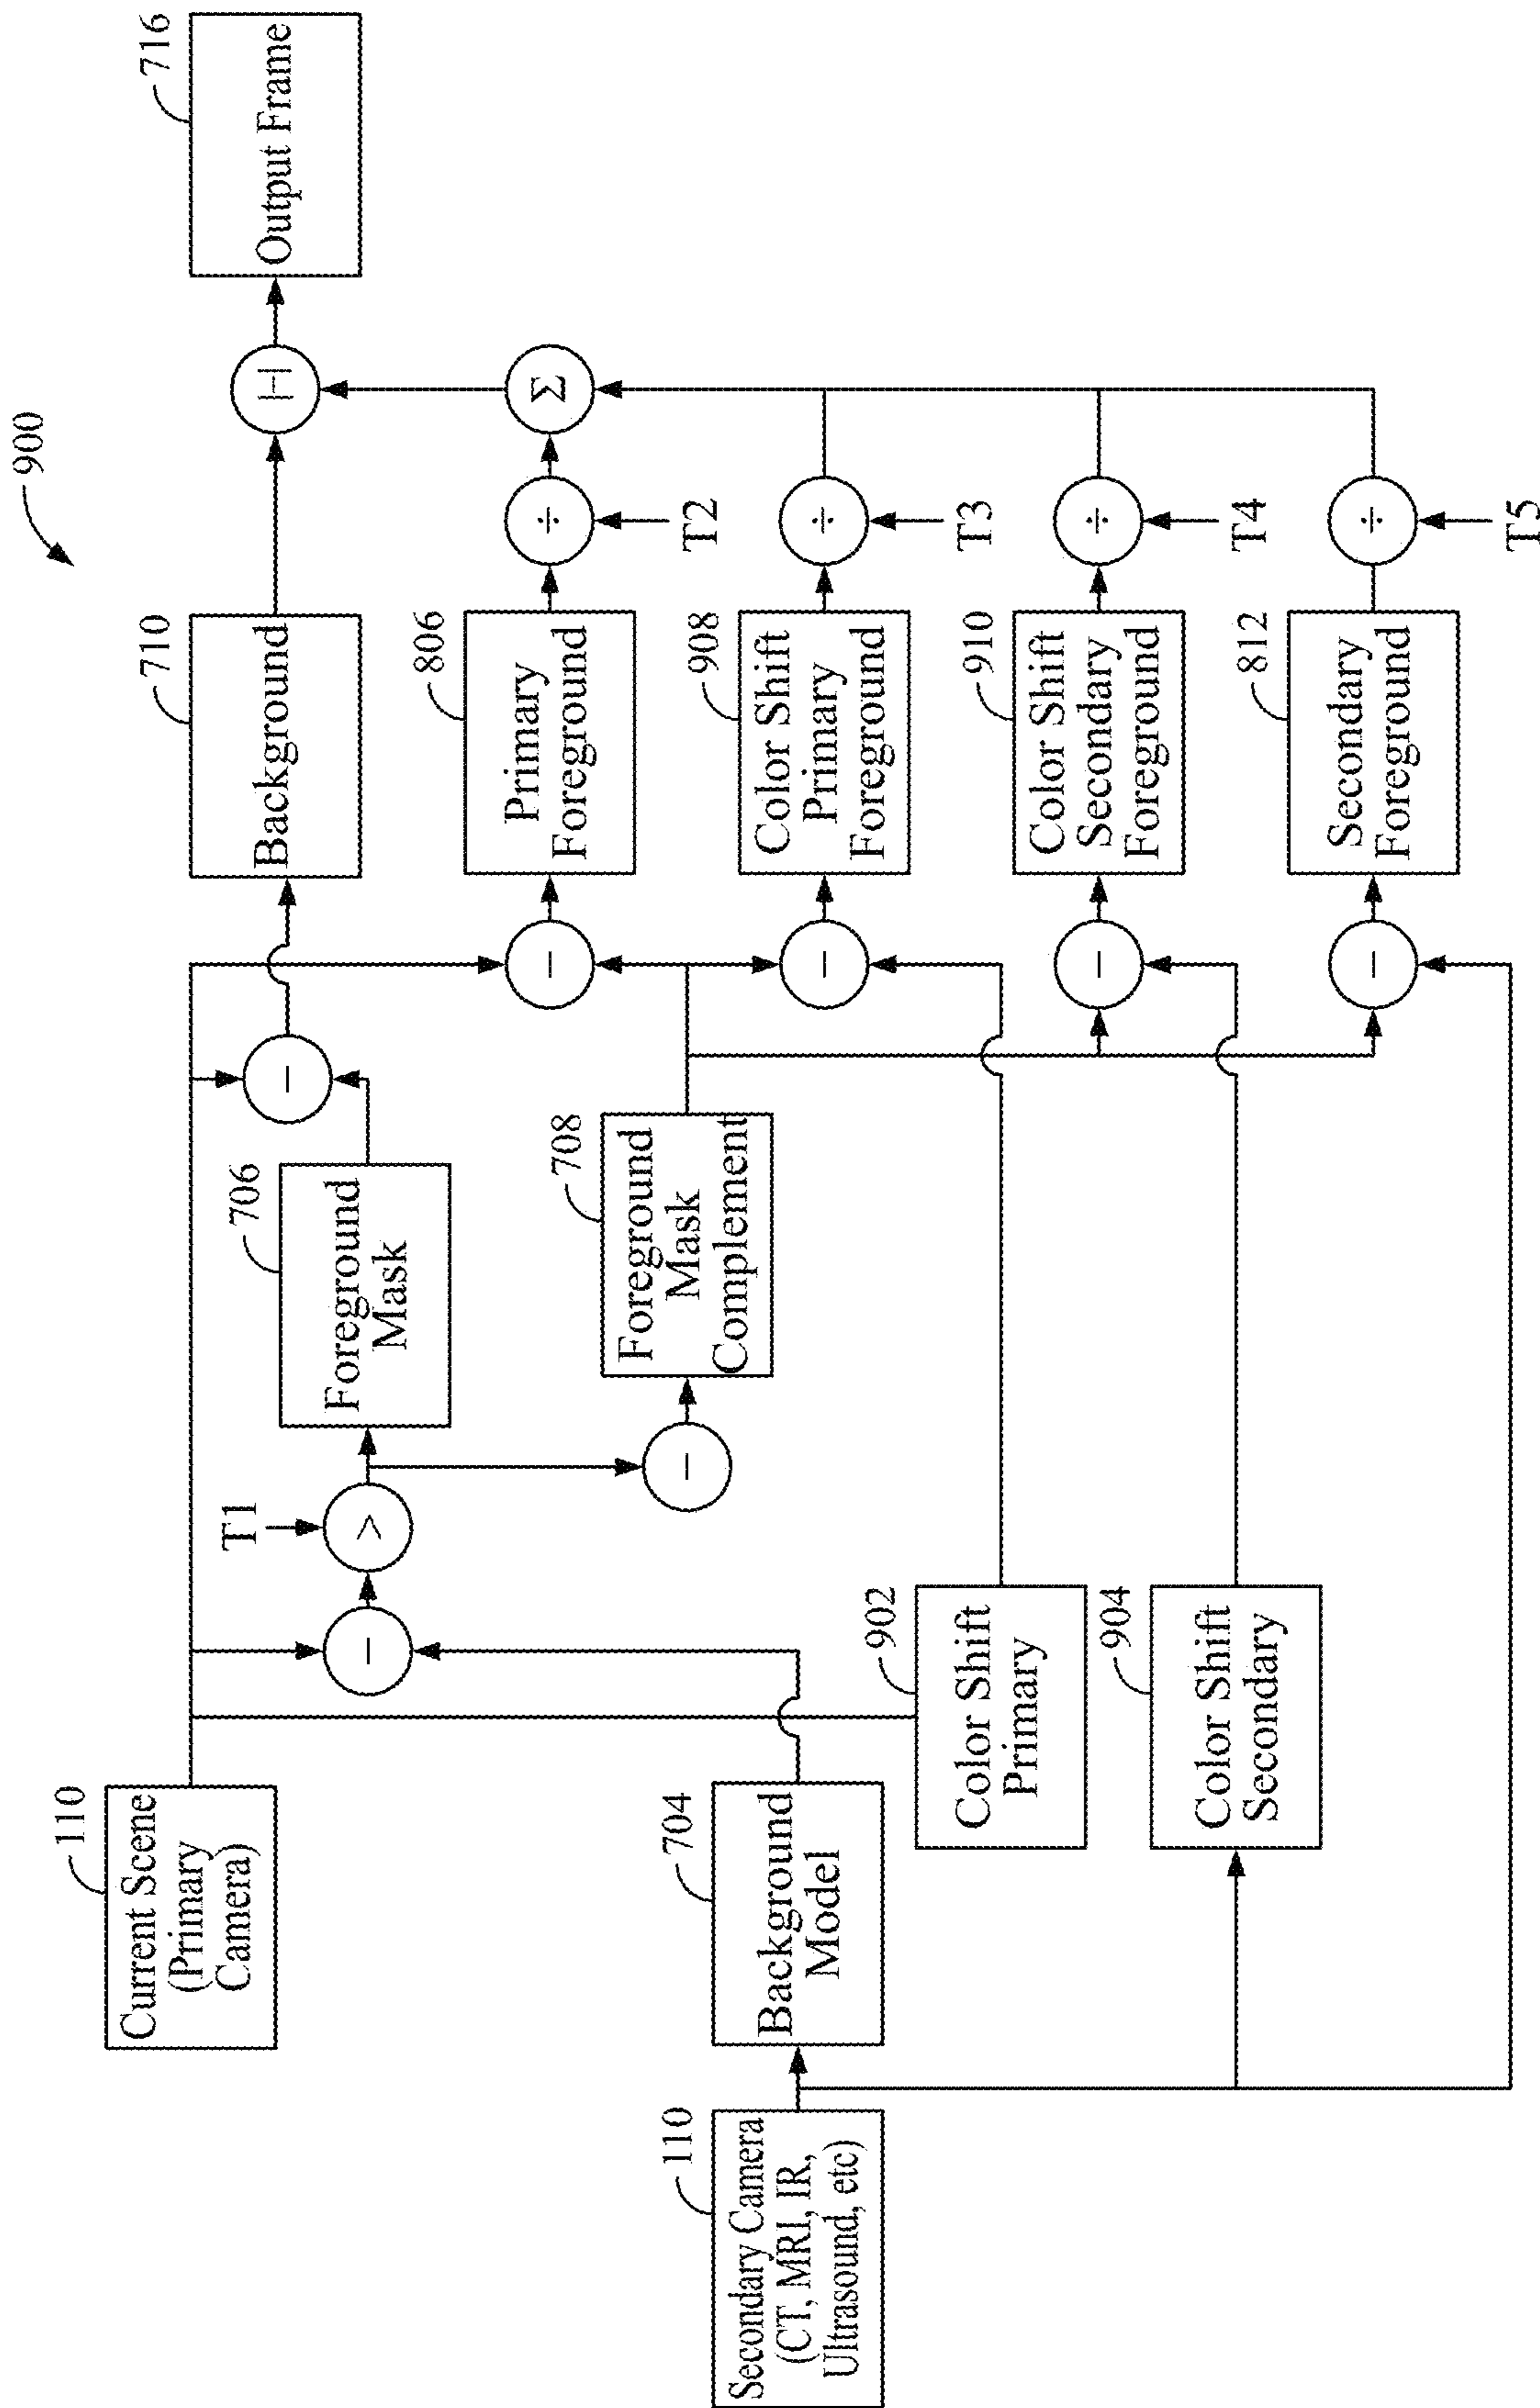 900
110
Current Scene
(Primary
Camera)
T1
706
Foreground
Mask
710
Background
716
Output Frame
|−|
−
−
>
−
708
Foreground
Mask
Complement
−
806
Primary
Foreground
÷
T2
Σ
110
Secondary Camera
(CT, MRI, IR,
Ultrasound, etc)
704
Background
Model
902
Color Shift
Primary
−
908
Color Shift
Primary
Foreground
÷
T3
904
Color Shift
Secondary
−
910
Color Shift
Secondary
Foreground
÷
T4
−
812
Secondary
Foreground
÷
T5